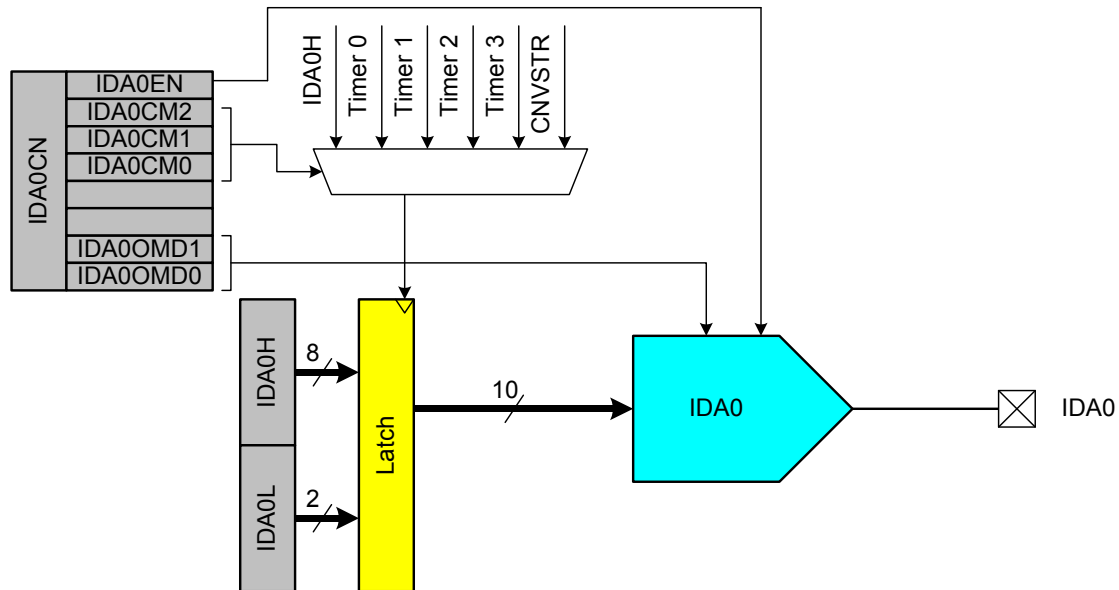 IDA0CN
IDA0EN
IDA0CM2
IDA0CM1
IDA0CM0
IDA0OMD1
IDA0OMD0
IDA0H
Timer 0
Timer 1
Timer 2
Timer 3
CNVSTR
IDA0H
8
IDA0L
2
Latch
10
IDA0
IDA0